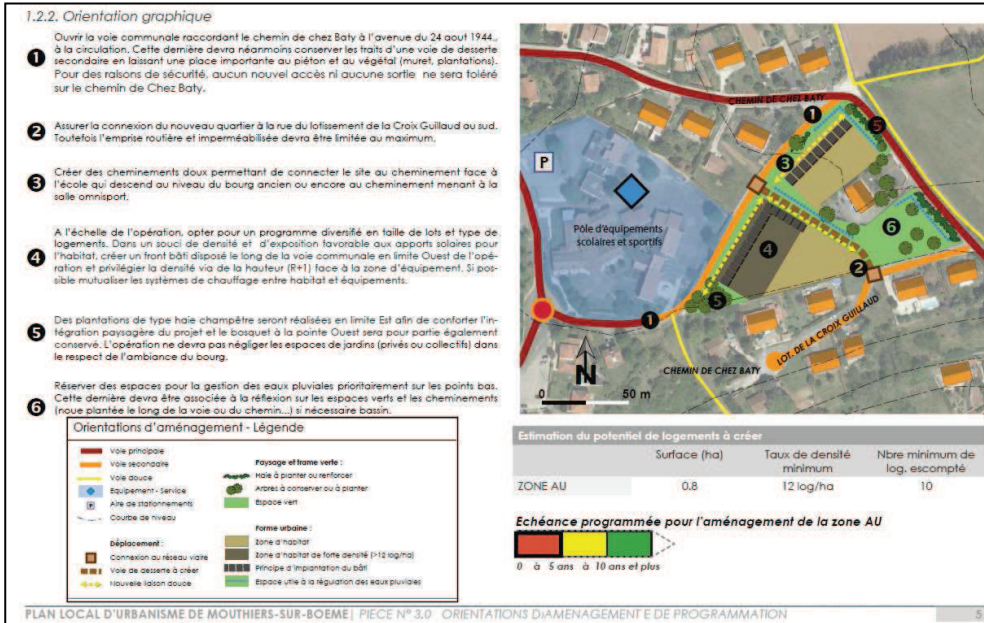 1.2.2. Orientation graphique
1
Ouvrir la voie communale raccordant le chemin de chez Baty à l'avenue du 24 aout 1944.,
à la circulation. Cette dernière devra néanmoins conserver les traits d'une voie de desserte
secondaire en laissant une place importante au piéton et au végétal (muret, plantations).
Pour des raisons de sécurité, aucun nouvel accès ni aucune sortie ne sera toléré
sur le chemin de Chez Baty.
2
Assurer la connexion du nouveau quartier à la rue du lotissement de la Croix Guillaud au sud.
Toutefois l'emprise routière et imperméabilisée devra être limitée au maximum.
3
Créer des cheminements doux permettant de connecter le site au cheminement face à
l'école qui descend au niveau du bourg ancien ou encore au cheminement menant à la
salle omnisport.
4
A l'échelle de l'opération, opter pour un programme diversifié en taille de lots et type de
logements. Dans un souci de densité et d'exposition favorable aux apports solaires pour
l'habitat, créer un front bâti disposé le long de la voie communale en limite Ouest de l'opé-
ration et privilégier la densité via de la hauteur (R+1) face à la zone d'équipement. Si pos-
sible mutualiser les systèmes de chauffage entre habitat et équipements.
5
Des plantations de type haie champêtre seront réalisées en limite Est afin de conforter l'in-
tégration paysagère du projet et le bosquet à la pointe Ouest sera pour partie également
conservé. L'opération ne devra pas négliger les espaces de jardins (privés ou collectifs) dans
le respect de l'ambiance du bourg.
6
Réserver des espaces pour la gestion des eaux pluviales prioritairement sur les points bas.
Cette dernière devra être associée à la réflexion sur les espaces verts et les cheminements
(noue plantée le long de la voie ou du chemin...) si nécessaire bassin.
Orientations d'aménagement - Légende
Voie principale
Voie secondaire
Voie douce
Equipement - Service
P Aire de stationnements
Courbe de niveau
Déplacement :
Connexion au réseau viaire
Voie de desserte à créer
Nouvelle liaison douce
Paysage et trame verte :
Haie à planter ou renforcer
Arbres à conserver ou à planter
Espace vert
Forme urbaine :
Zone d'habitat
Zone d'habitat de forte densité (>12 log/ha)
Principe d'implantation du bâti
Espace utile à la régulation des eaux pluviales
CHEMIN DE CHEZ BATY
1
5
P
3
Pôle d'équipements
scolaires et sportifs
6
4
2
5
1
LOT. DE LA CROIX GUILLAUD
CHEMIN DE CHEZ BATY
N
0 50 m
Estimation du potentiel de logements à créer
Surface (ha) Taux de densité minimum Nbre minimum de log. escompté
ZONE AU 0.8 12 log/ha 10
Echéance programmée pour l'aménagement de la zone AU
0 à 5 ans à 10 ans et plus
PLAN LOCAL D'URBANISME DE MOUTHIERS-SUR-BOEME | PIECE N° 3.0 ORIENTATIONS D'AMENAGEMENT E DE PROGRAMMATION 5